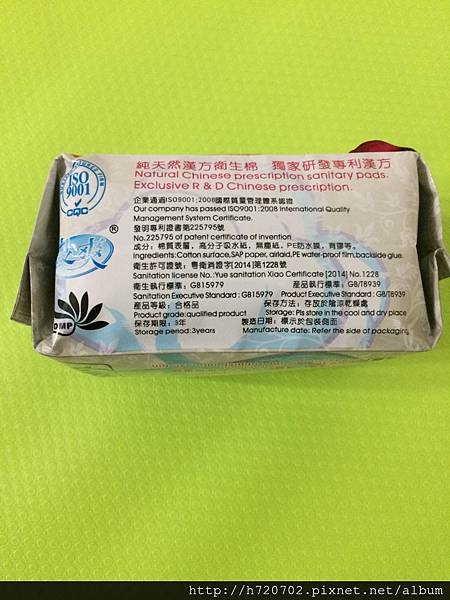 純天然漢方衛生棉 獨家研發專利漢方
Natural Chinese prescription sanitary pads.
Exclusive R & D Chinese prescription.
ISO
9001
CQC
企業通過ISO9001:2008國際質量管理體系認證
Our company has passed ISO9001:2008 International Quality
Management System Certificate.
發明專利證書第225795號
No.225795 of patent certificate of invention
成分：棉質表層，高分子吸水紙，無塵紙，PE防水膜，背膠等。
Ingredients:Cotton surface,SAP paper, airlaid,PE water-proof film,backside glue.
衛生許可證號：粵衛消證字[2014]第1228號
Sanitation license No.:Yue sanitation Xiao Certificate [2014] No.1228
衛生執行標準：GB15979 產品執行標準：GB/T8939
Sanitation Executive Standard : GB15979 Product Executive Standard : GB/T8939
產品等級：合格品 保存方法：存放於陰涼乾燥處
Product grade:qualified product Storage: Pls store in the cool and dry place
保存期限：3年 製造日期：標示於包裝側面
Storage period:3years Manufacture date: Refer the side of packaging
®
DMP
http://h720702.pixnet.net/album